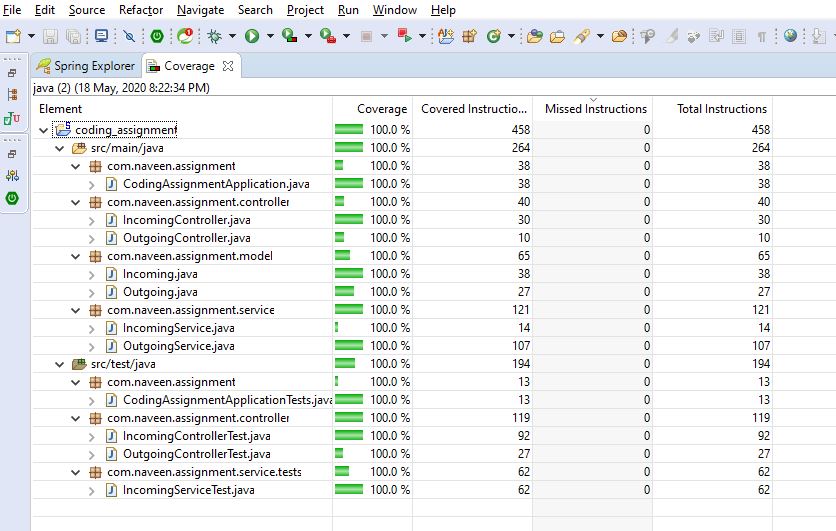 File Edit Source Refactor Navigate Search Project Run Window Help
Spring Explorer Coverage
java (2) (18 May, 2020 8:22:34 PM)
Element Coverage Covered Instructio... Missed Instructions Total Instructions
coding_assignment 100.0 % 458 0 458
src/main/java 100.0 % 264 0 264
com.naveen.assignment 100.0 % 38 0 38
CodingAssignmentApplication.java 100.0 % 38 0 38
com.naveen.assignment.controller 100.0 % 40 0 40
IncomingController.java 100.0 % 30 0 30
OutgoingController.java 100.0 % 10 0 10
com.naveen.assignment.model 100.0 % 65 0 65
Incoming.java 100.0 % 38 0 38
Outgoing.java 100.0 % 27 0 27
com.naveen.assignment.service 100.0 % 121 0 121
IncomingService.java 100.0 % 14 0 14
OutgoingService.java 100.0 % 107 0 107
src/test/java 100.0 % 194 0 194
com.naveen.assignment 100.0 % 13 0 13
CodingAssignmentApplicationTests.java 100.0 % 13 0 13
com.naveen.assignment.controller 100.0 % 119 0 119
IncomingControllerTest.java 100.0 % 92 0 92
OutgoingControllerTest.java 100.0 % 27 0 27
com.naveen.assignment.service.tests 100.0 % 62 0 62
IncomingServiceTest.java 100.0 % 62 0 62